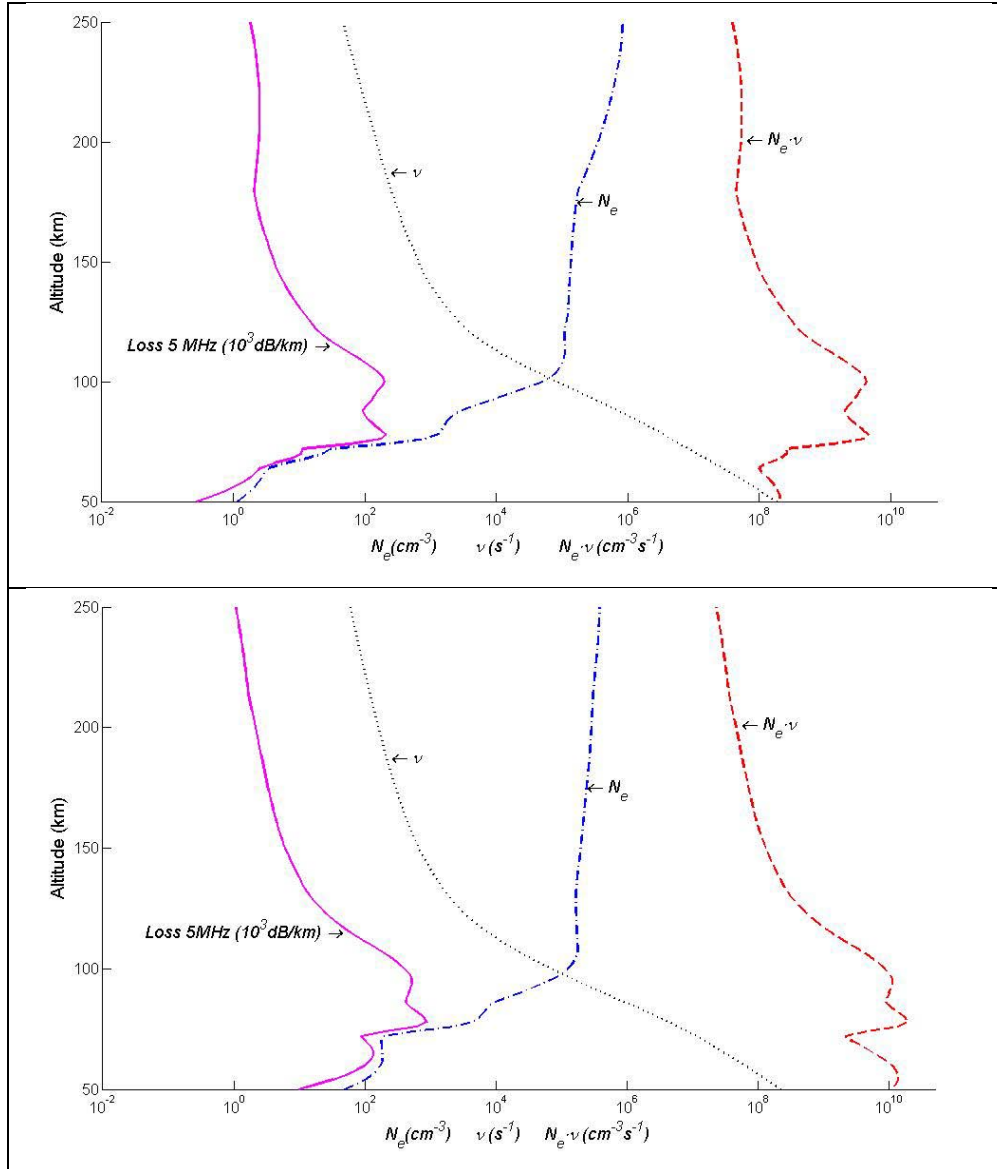 250
200
150
100
50
Altitude (km)
← ν
← Nₑ
← Nₑ·ν
Loss 5 MHz (10³dB/km) →
10⁻² 10⁰ 10² 10⁴ 10⁶ 10⁸ 10¹⁰
Nₑ(cm⁻³) ν(s⁻¹) Nₑ·ν(cm⁻³s⁻¹)
250
200
150
100
50
Altitude (km)
← ν
← Nₑ
← Nₑ·ν
Loss 5MHz (10³dB/km) →
10⁻² 10⁰ 10² 10⁴ 10⁶ 10⁸ 10¹⁰
Nₑ(cm⁻³) ν(s⁻¹) Nₑ·ν(cm⁻³s⁻¹)